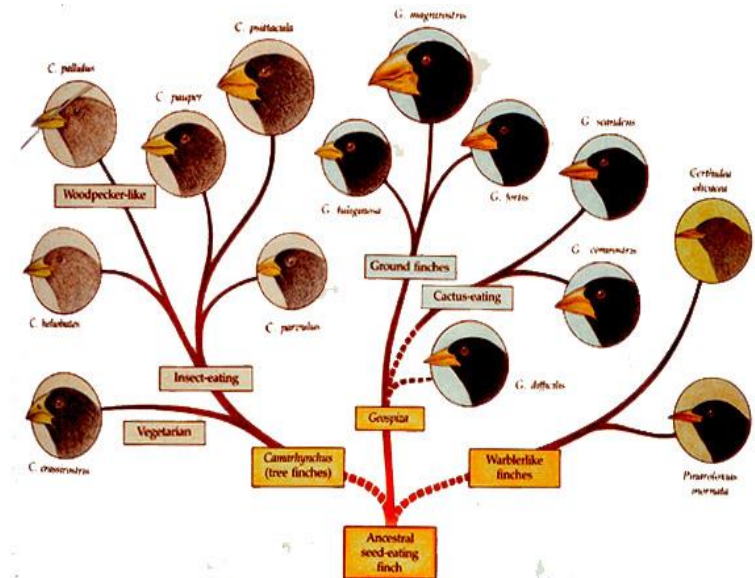 C. psittacula
G. magnirostris
C. pallidus
C. pauper
G. scandens
Certhidea
olivacea
Woodpecker-like
G. fuliginosa
G. fortis
G. conirostris
Ground finches
Cactus-eating
C. heliobates
C. parvulus
Insect-eating
G. difficilis
Geospiza
Vegetarian
C. crassirostris
Camarhynchus
(tree finches)
Warblerlike
finches
Pinaroloxias
inornata
Ancestral
seed-eating
finch